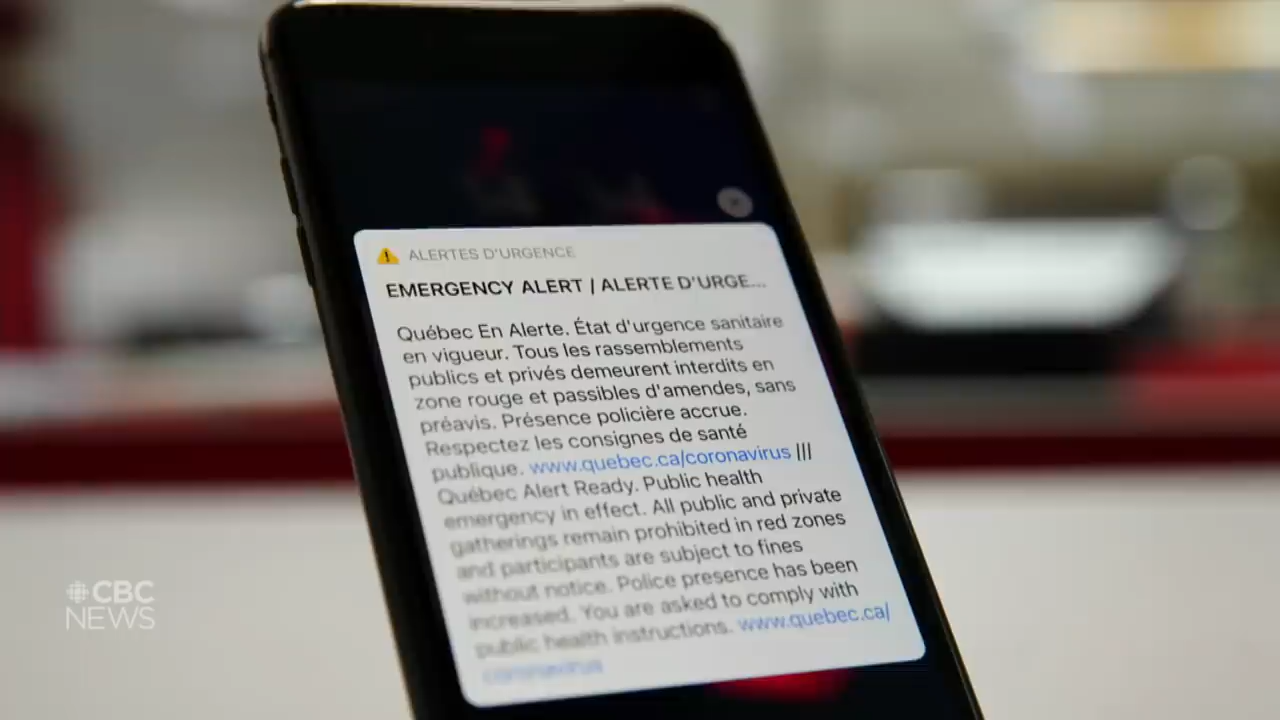 ALERTES D'URGENCE
EMERGENCY ALERT / ALERTE D'URGE...
Québec En Alerte. État d'urgence sanitaire
en vigueur. Tous les rassemblements
publics et privés demeurent interdits en
zone rouge et passibles d'amendes, sans
préavis. Présence policière accrue.
Respectez les consignes de santé
publique. www.quebec.ca/coronavirus ///
Québec Alert Ready. Public health
emergency in effect. All public and private
gatherings remain prohibited in red zones
and participants are subject to fines
without notice. Police presence has been
increased. You are asked to comply with
public health instructions. www.quebec.ca/
coronavirus
CBC
NEWS